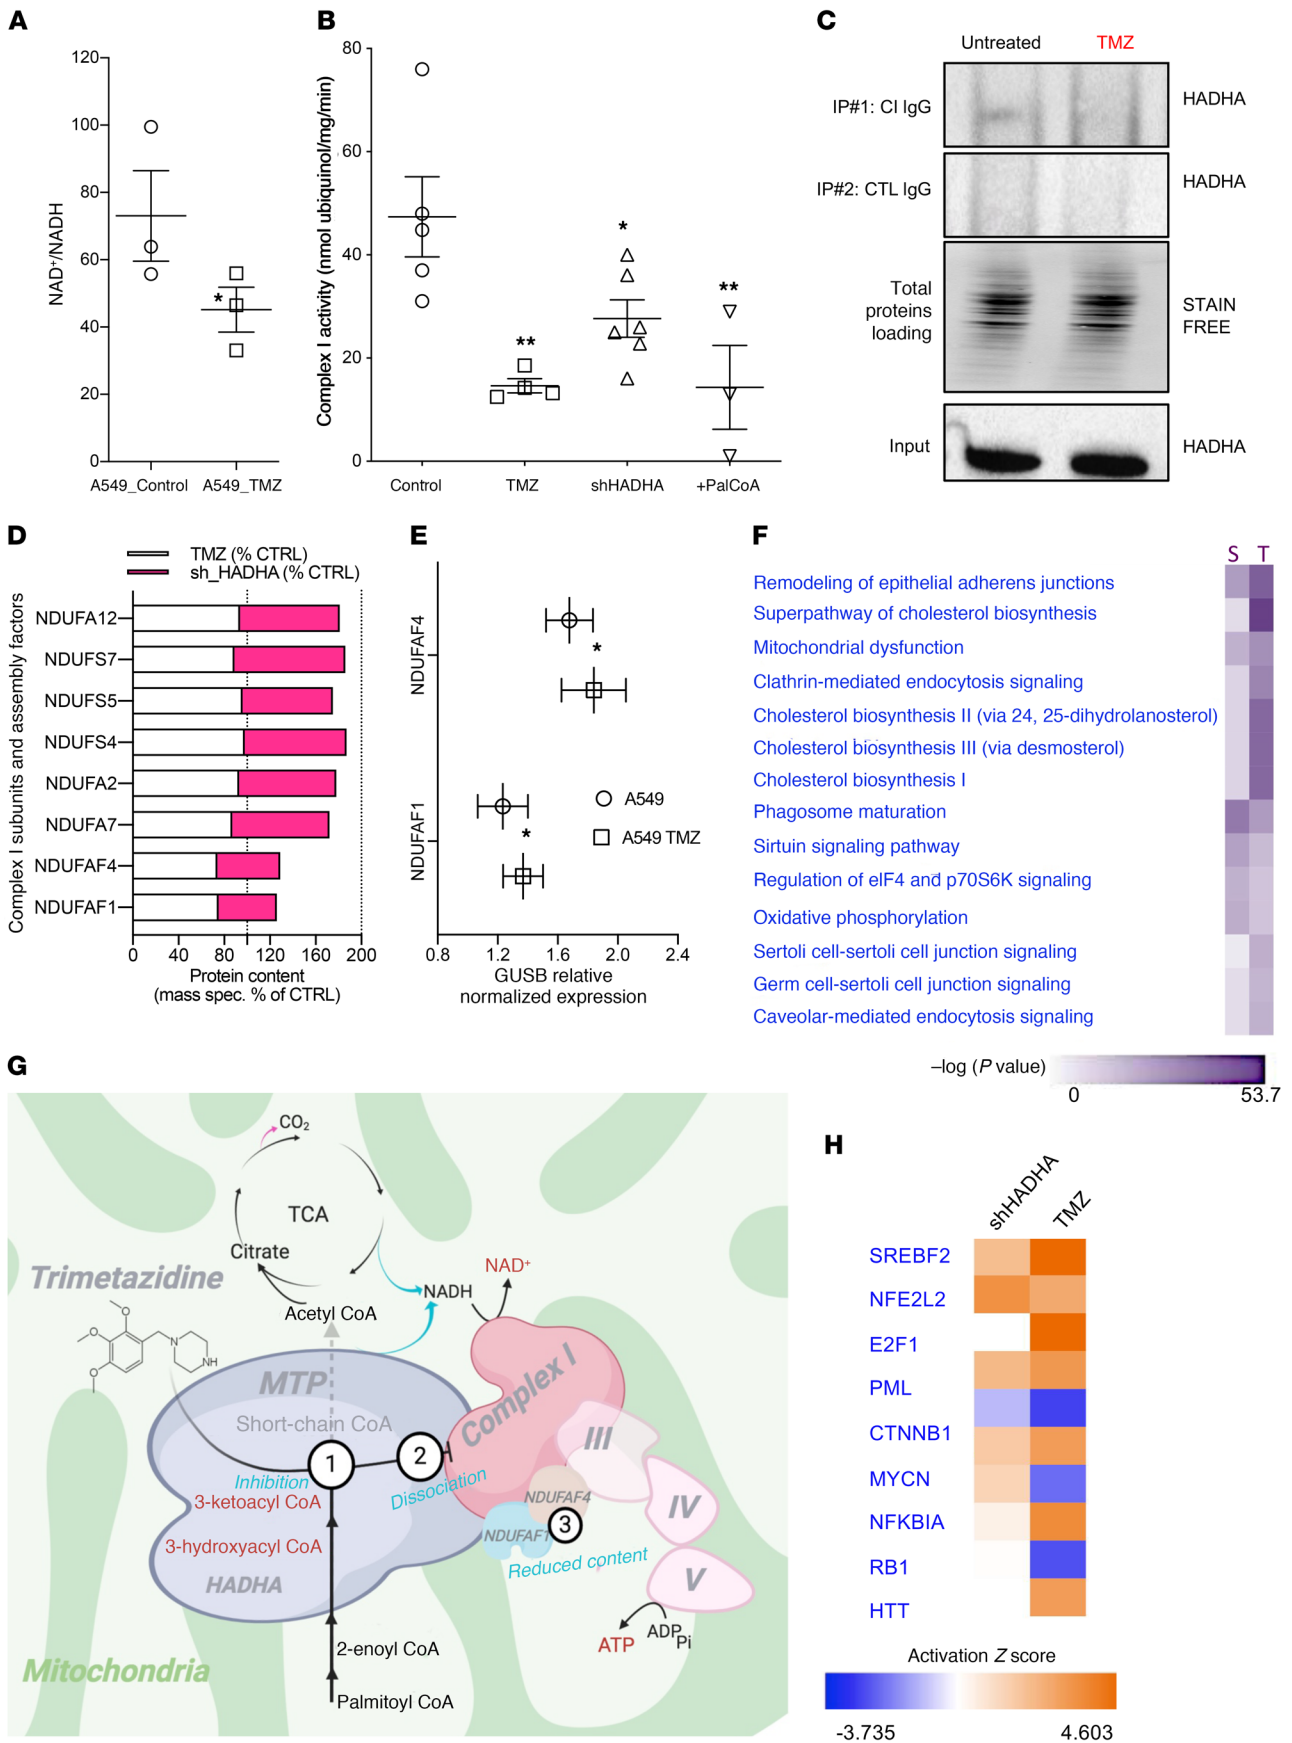 A
NAD⁺/NADH
120
100
80
60
40
20
0
*
A549_Control
A549_TMZ
B
Complex I activity (nmol ubiquinol/mg/min)
80
60
40
20
0
**
*
**
Control
TMZ
shHADHA
+PalCoA
C
Untreated
TMZ
IP#1: CI IgG
HADHA
IP#2: CTL IgG
HADHA
Total
proteins
loading
STAIN
FREE
Input
HADHA
D
TMZ (% CTRL)
sh_HADHA (% CTRL)
Complex I subunits and assembly factors
NDUFA12
NDUFS7
NDUFS5
NDUFS4
NDUFA2
NDUFA7
NDUFAF4
NDUFAF1
0
40
80
120
160
200
Protein content
(mass spec. % of CTRL)
E
NDUFAF4
NDUFAF1
*
*
A549
A549 TMZ
0.8
1.2
1.6
2.0
2.4
GUSB relative
normalized expression
F
S
T
Remodeling of epithelial adherens junctions
Superpathway of cholesterol biosynthesis
Mitochondrial dysfunction
Clathrin-mediated endocytosis signaling
Cholesterol biosynthesis II (via 24, 25-dihydrolanosterol)
Cholesterol biosynthesis III (via desmosterol)
Cholesterol biosynthesis I
Phagosome maturation
Sirtuin signaling pathway
Regulation of eIF4 and p70S6K signaling
Oxidative phosphorylation
Sertoli cell-sertoli cell junction signaling
Germ cell-sertoli cell junction signaling
Caveolar-mediated endocytosis signaling
–log (P value)
0
53.7
G
CO₂
TCA
Citrate
Acetyl CoA
NADH
NAD⁺
Trimetazidine
O
O
O
N
NH
MTP
Short-chain CoA
1
2
Inhibition
Dissociation
3-ketoacyl CoA
3-hydroxyacyl CoA
HADHA
Complex I
III
IV
V
NDUFAF4
NDUFAF1
3
Reduced content
ATP
ADP
Pi
2-enoyl CoA
Palmitoyl CoA
Mitochondria
H
shHADHA
TMZ
SREBF2
NFE2L2
E2F1
PML
CTNNB1
MYCN
NFKBIA
RB1
HTT
Activation Z score
-3.735
4.603